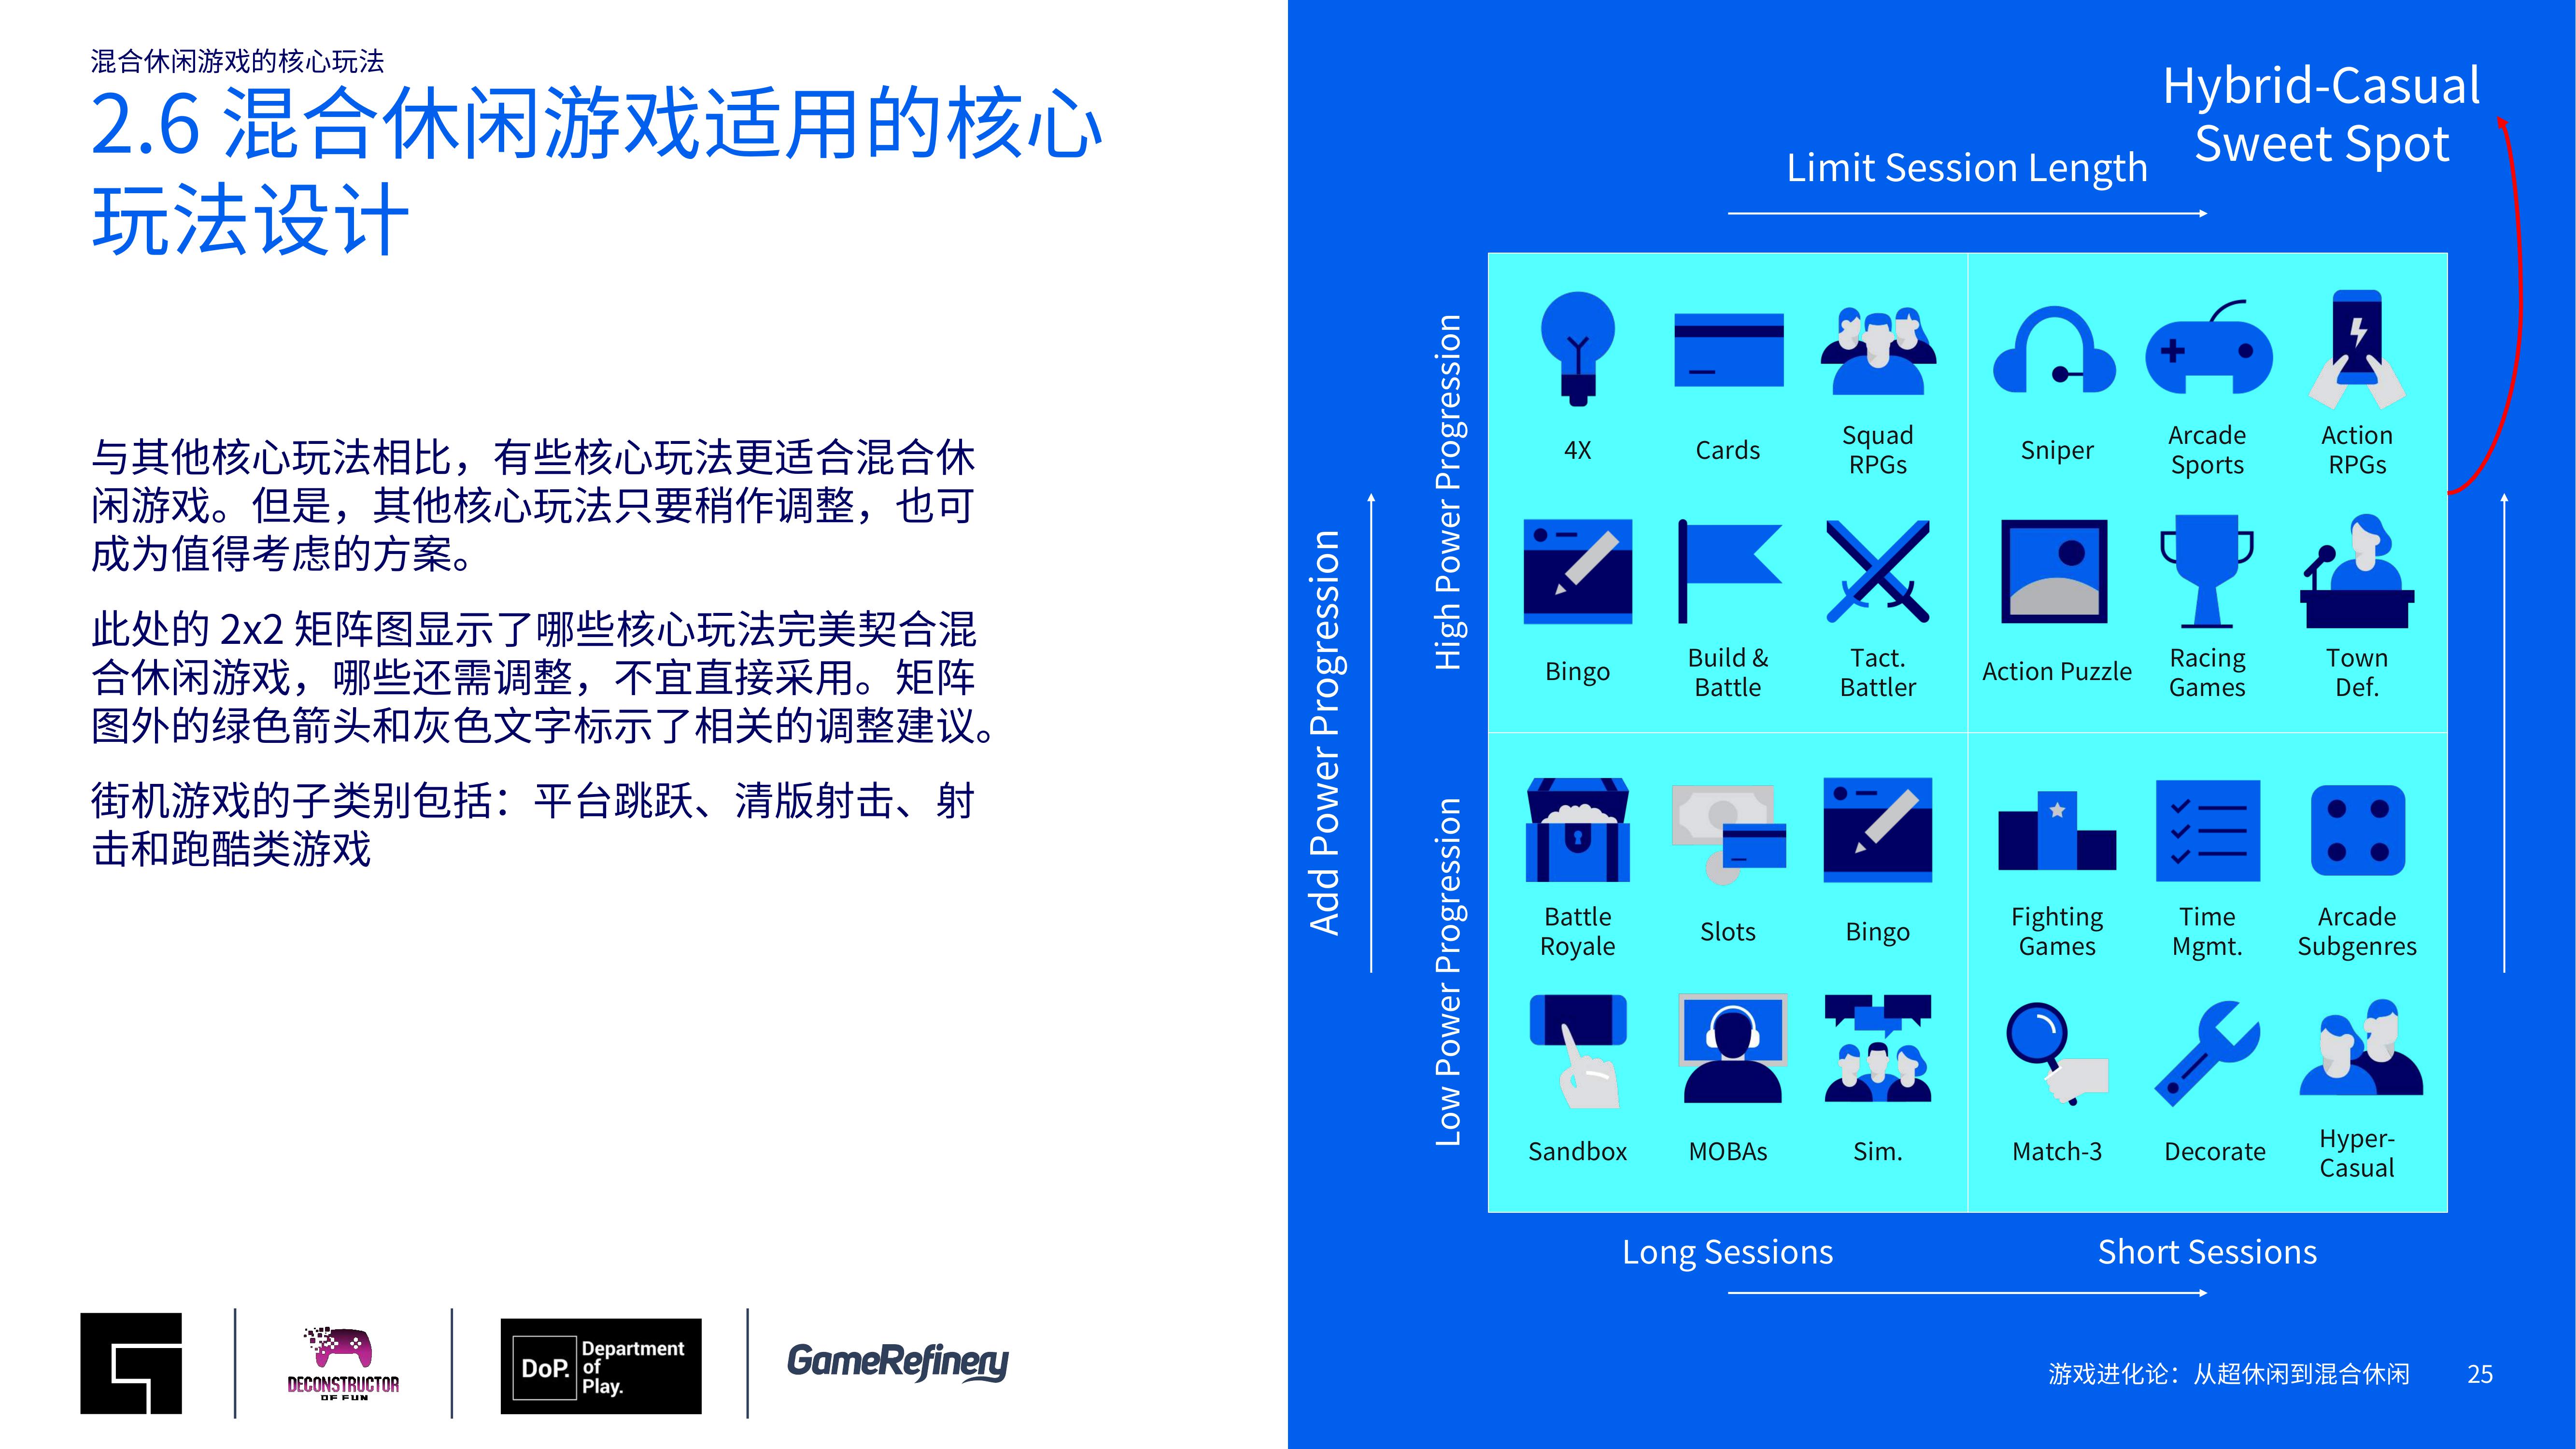 混合休闲游戏的核心玩法
2.6 混合休闲游戏适用的核心
玩法设计
与其他核心玩法相比，有些核心玩法更适合混合休
闲游戏。但是，其他核心玩法只要稍作调整，也可
成为值得考虑的方案。
此处的 2x2 矩阵图显示了哪些核心玩法完美契合混
合休闲游戏，哪些还需调整，不宜直接采用。矩阵
图外的绿色箭头和灰色文字标示了相关的调整建议。
街机游戏的子类别包括：平台跳跃、清版射击、射
击和跑酷类游戏
DECONSTRUCTOR
OF FUN
DoP.
Department
of
Play.
GameRefinery
Hybrid-Casual
Sweet Spot
Limit Session Length
Add Power Progression
High Power Progression
Low Power Progression
4X
Cards
Squad
RPGs
Sniper
Arcade
Sports
Action
RPGs
Bingo
Build &
Battle
Tact.
Battler
Action Puzzle
Racing
Games
Town
Def.
Battle
Royale
Slots
Bingo
Fighting
Games
Time
Mgmt.
Arcade
Subgenres
Sandbox
MOBAs
Sim.
Match-3
Decorate
Hyper-
Casual
Long Sessions
Short Sessions
游戏进化论：从超休闲到混合休闲
25